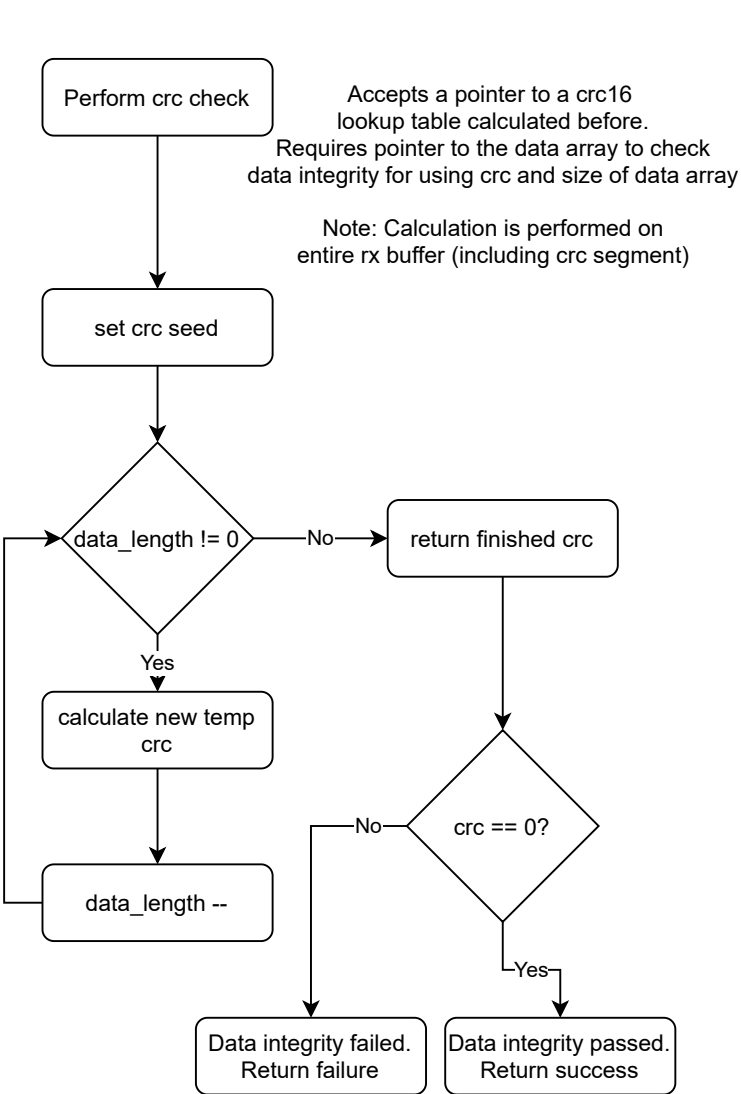 Perform crc check
Accepts a pointer to a crc16
lookup table calculated before.
Requires pointer to the data array to check
data integrity for using crc and size of data array
Note: Calculation is performed on
entire rx buffer (including crc segment)
set crc seed
data_length != 0
No
return finished crc
Yes
calculate new temp
crc
No
crc == 0?
data_length --
Yes
Data integrity failed.
Return failure
Data integrity passed.
Return success